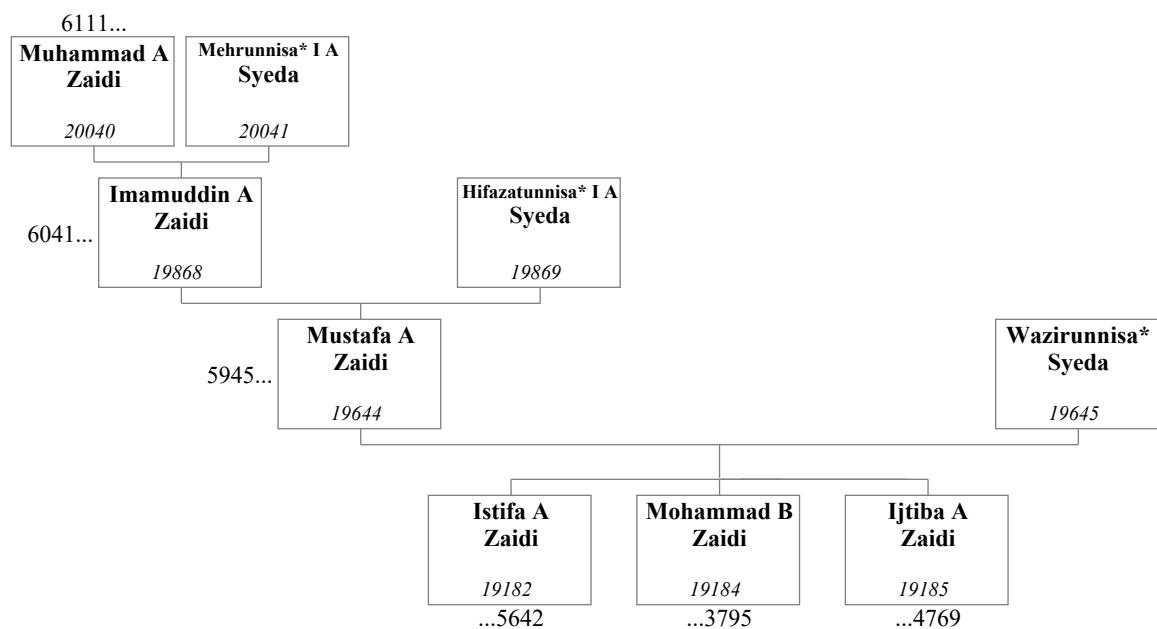 6111...
Muhammad A
Zaidi
20040
Mehrunnisa* I A
Syeda
20041
Imamuddin A
Zaidi
19868
Hifazatunnisa* I A
Syeda
19869
6041...
Mustafa A
Zaidi
19644
Wazirunnisa*
Syeda
19645
5945...
Istifa A
Zaidi
19182
...5642
Mohammad B
Zaidi
19184
...3795
Ijtiba A
Zaidi
19185
...4769